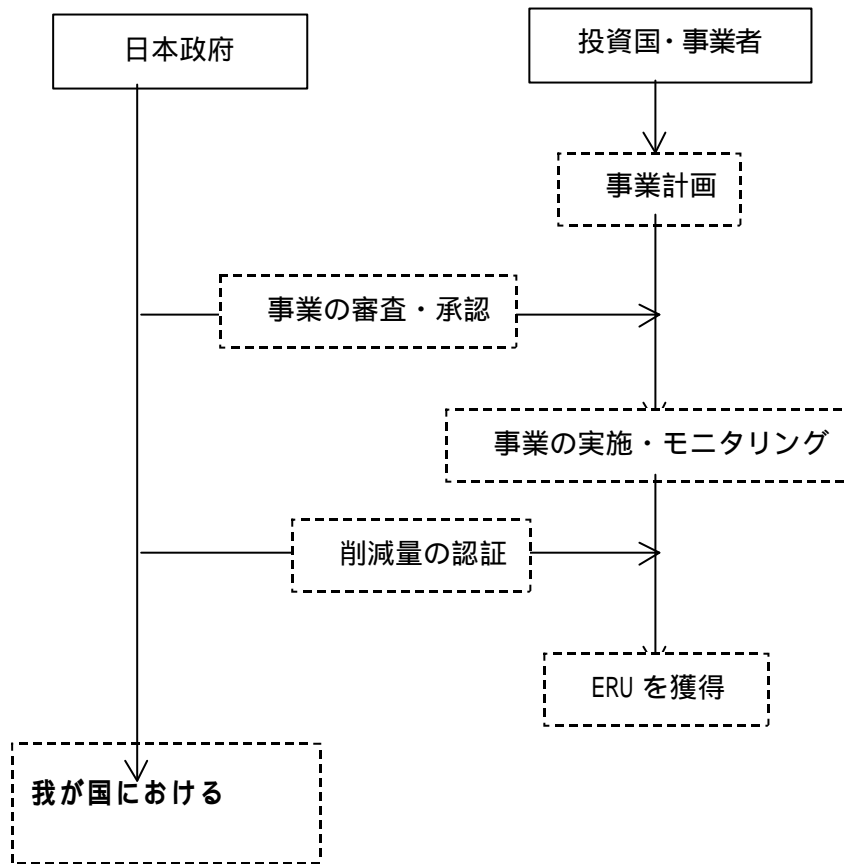 日本政府
投資国・事業者
事業計画
事業の審査・承認
事業の実施・モニタリング
削減量の認証
ERU を獲得
我が国における